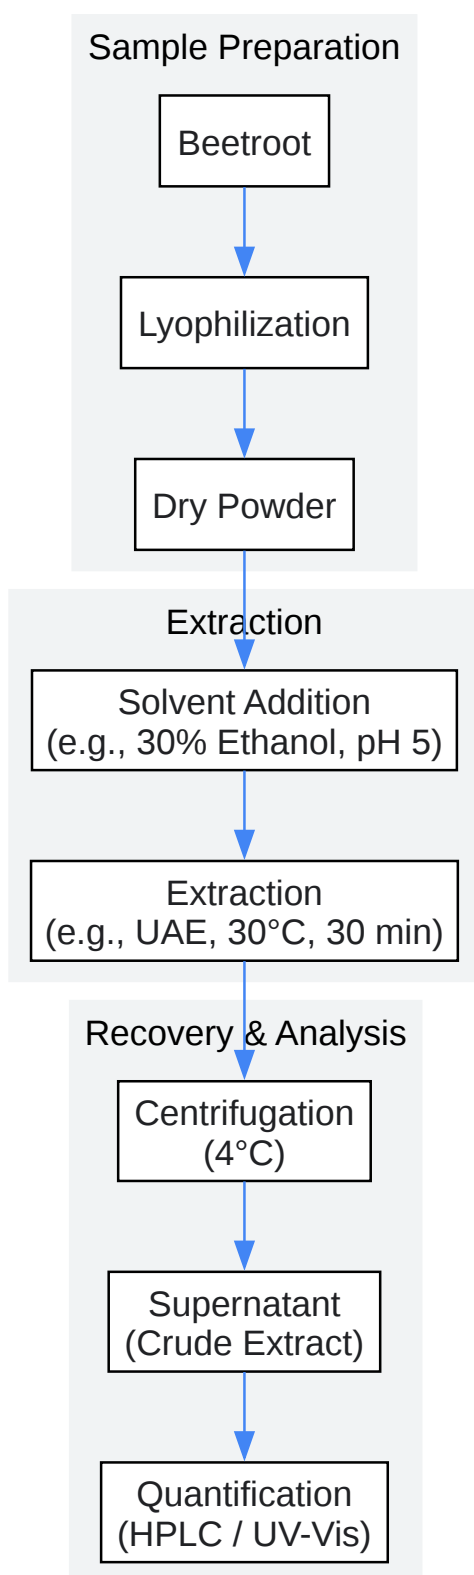 Sample Preparation
Beetroot
Lyophilization
Dry Powder
Extraction
Solvent Addition
(e.g., 30% Ethanol, pH 5)
Extraction
(e.g., UAE, 30°C, 30 min)
Recovery & Analysis
Centrifugation
(4°C)
Supernatant
(Crude Extract)
Quantification
(HPLC / UV-Vis)